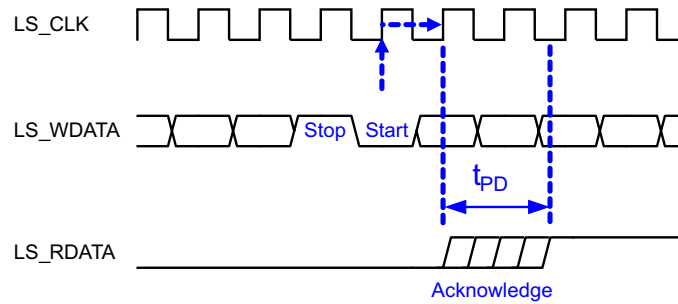 LS_CLK
LS_WDATA
Stop
Start
tPD
LS_RDATA
Acknowledge